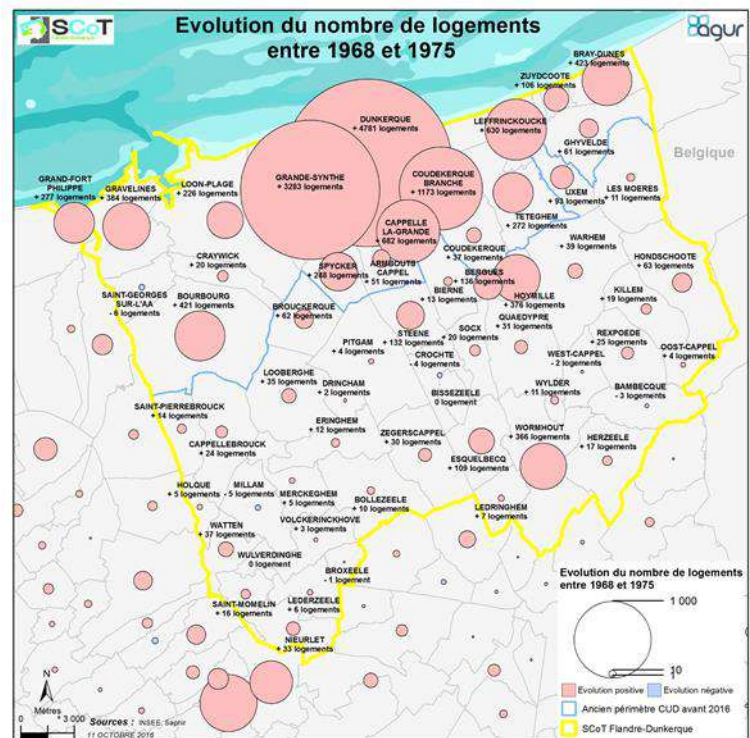 SCoT
Evolution du nombre de logements
entre 1968 et 1975
agur
BRAY-DUNES
+ 423 logements
ZUYDCOOTE
+ 106 logements
DUNKERQUE
+ 4781 logements
LEFFRINCKOUCKE
+ 630 logements
GHYVELDE
+ 61 logements
Belgique
GRAND-FORT
PHILIPPE
+ 277 logements
GRAVELINES
+ 384 logements
LOON-PLAGE
+ 226 logements
GRANDE-SYNTHE
+ 3283 logements
COUDEKERQUE
BRANCHE
+ 1173 logements
UXEM
+ 93 logements
LES MOERES
+ 11 logements
CAPPELLE
LA-GRANDE
+ 682 logements
TETEGHEM
+ 272 logements
CRAYWICK
+ 20 logements
SPYCKER
+ 288 logements
ARMBOUTS
CAPPEL
+ 51 logements
COUDEKERQUE
+ 37 logements
WARHEM
+ 39 logements
HONDSCHOOTE
+ 63 logements
SAINT-GEORGES
SUR-L'AA
- 6 logements
BOURBOURG
+ 421 logements
BROUCKERQUE
+ 62 logements
BERGUES
+ 136 logements
BIERNE
+ 13 logements
HOYMILLE
+ 376 logements
KILLEM
+ 19 logements
STEENE
+ 132 logements
SOCX
+ 20 logements
QUAEDYPRE
+ 31 logements
REXPOEDE
+ 25 logements
OOST-CAPPEL
+ 4 logements
PITGAM
+ 4 logements
CROCHTE
- 4 logements
WEST-CAPPEL
- 2 logements
LOOBERGHE
+ 35 logements
DRINCHAM
+ 2 logements
BISSEZEELE
0 logement
WYLDER
+ 11 logements
BAMBECQUE
- 3 logements
SAINT-PIERREBROUCK
+ 14 logements
ERINGHEM
+ 12 logements
ZEGERSCAPPEL
+ 30 logements
WORMHOUT
+ 366 logements
CAPPELLEBROUCK
+ 24 logements
ESQUELBECQ
+ 109 logements
HERZEELE
+ 17 logements
HOLQUE
+ 5 logements
MILLAM
- 5 logements
MERCKEGHEM
+ 5 logements
BOLLEZEELE
+ 10 logements
LEDRINGHEM
+ 7 logements
WATTEN
+ 37 logements
VOLCKERINCKHOVE
+ 3 logements
WULVERDINGHE
0 logement
BROXEELE
- 1 logement
SAINT-MOMELIN
+ 16 logements
LEDERZEELE
+ 6 logements
NIEURLET
+ 33 logements
Evolution du nombre de logements
entre 1968 et 1975
1 000
10
1
Evolution positive
Evolution négative
Ancien périmètre CUD avant 2016
SCoT Flandre-Dunkerque
N
Mètres
0
3 000
Sources : INSEE, Saphir
11 OCTOBRE 2016